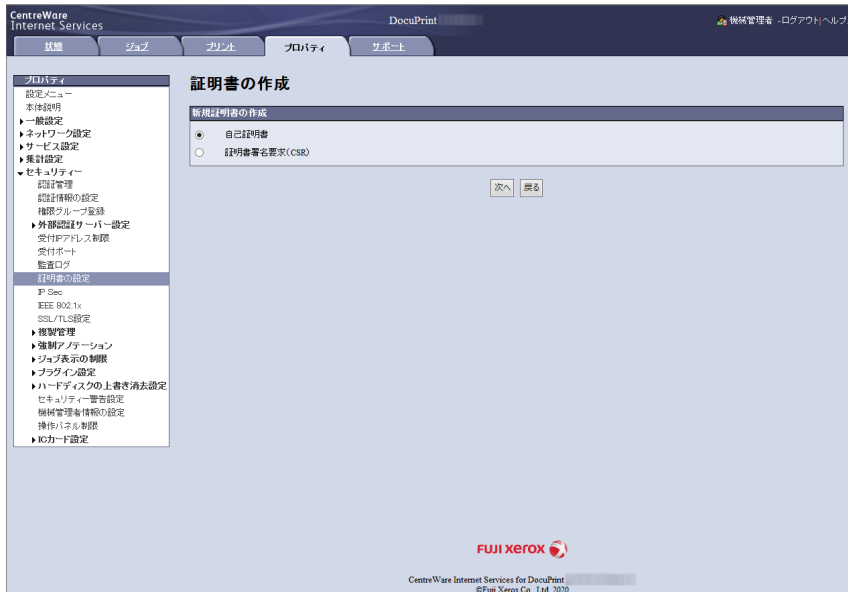 CentreWare
Internet Services
DocuPrint
機械管理者 -ログアウト|ヘルプ
状態
ジョブ
プリント
プロパティ
サポート
プロパティ
設定メニュー
本体説明
一般設定
ネットワーク設定
サービス設定
集計設定
セキュリティー
認証管理
認証情報の設定
権限グループ登録
外部認証サーバー設定
受付IPアドレス制限
受付ポート
監査ログ
証明書の設定
IP Sec
IEEE 802.1x
SSL/TLS設定
複製管理
強制アノテーション
ジョブ表示の制限
プラグイン設定
ハードディスクの上書き消去設定
セキュリティー警告設定
機械管理者情報の設定
操作パネル制限
ICカード設定
証明書の作成
新規証明書の作成
自己証明書
証明書署名要求(CSR)
次へ
戻る
FUJI XEROX
CentreWare Internet Services for DocuPrint
©Fuji Xerox Co., Ltd. 2020